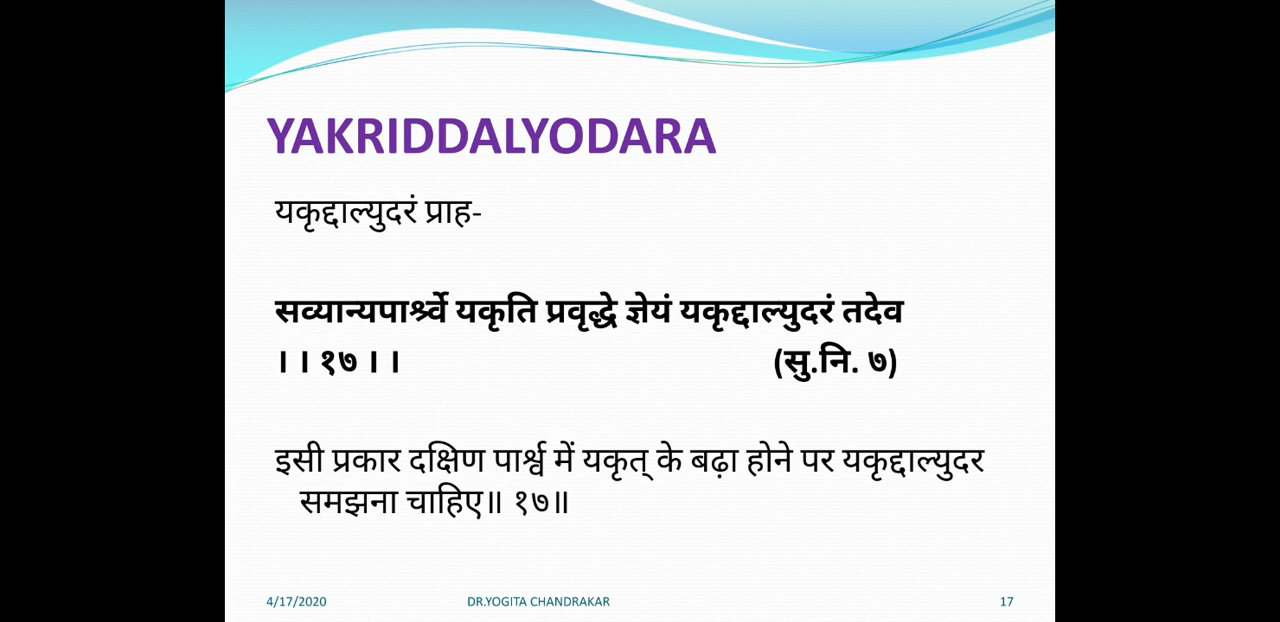 YAKRIDDALYODARA
यकृद्दाल्युदरं प्राह-
सव्यान्यपार्श्र्वे यकृति प्रवृद्धे ज्ञेयं यकृद्दाल्युदरं तदेव
।।१७।। (सु.नि. ७)
इसी प्रकार दक्षिण पार्श्व में यकृत् के बढ़ा होने पर यकृद्दाल्युदर
समझना चाहिए॥ १७॥
4/17/2020 DR.YOGITA CHANDRAKAR 17